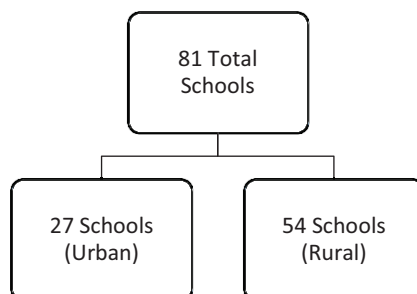 81 Total
Schools
27 Schools
(Urban)
54 Schools
(Rural)